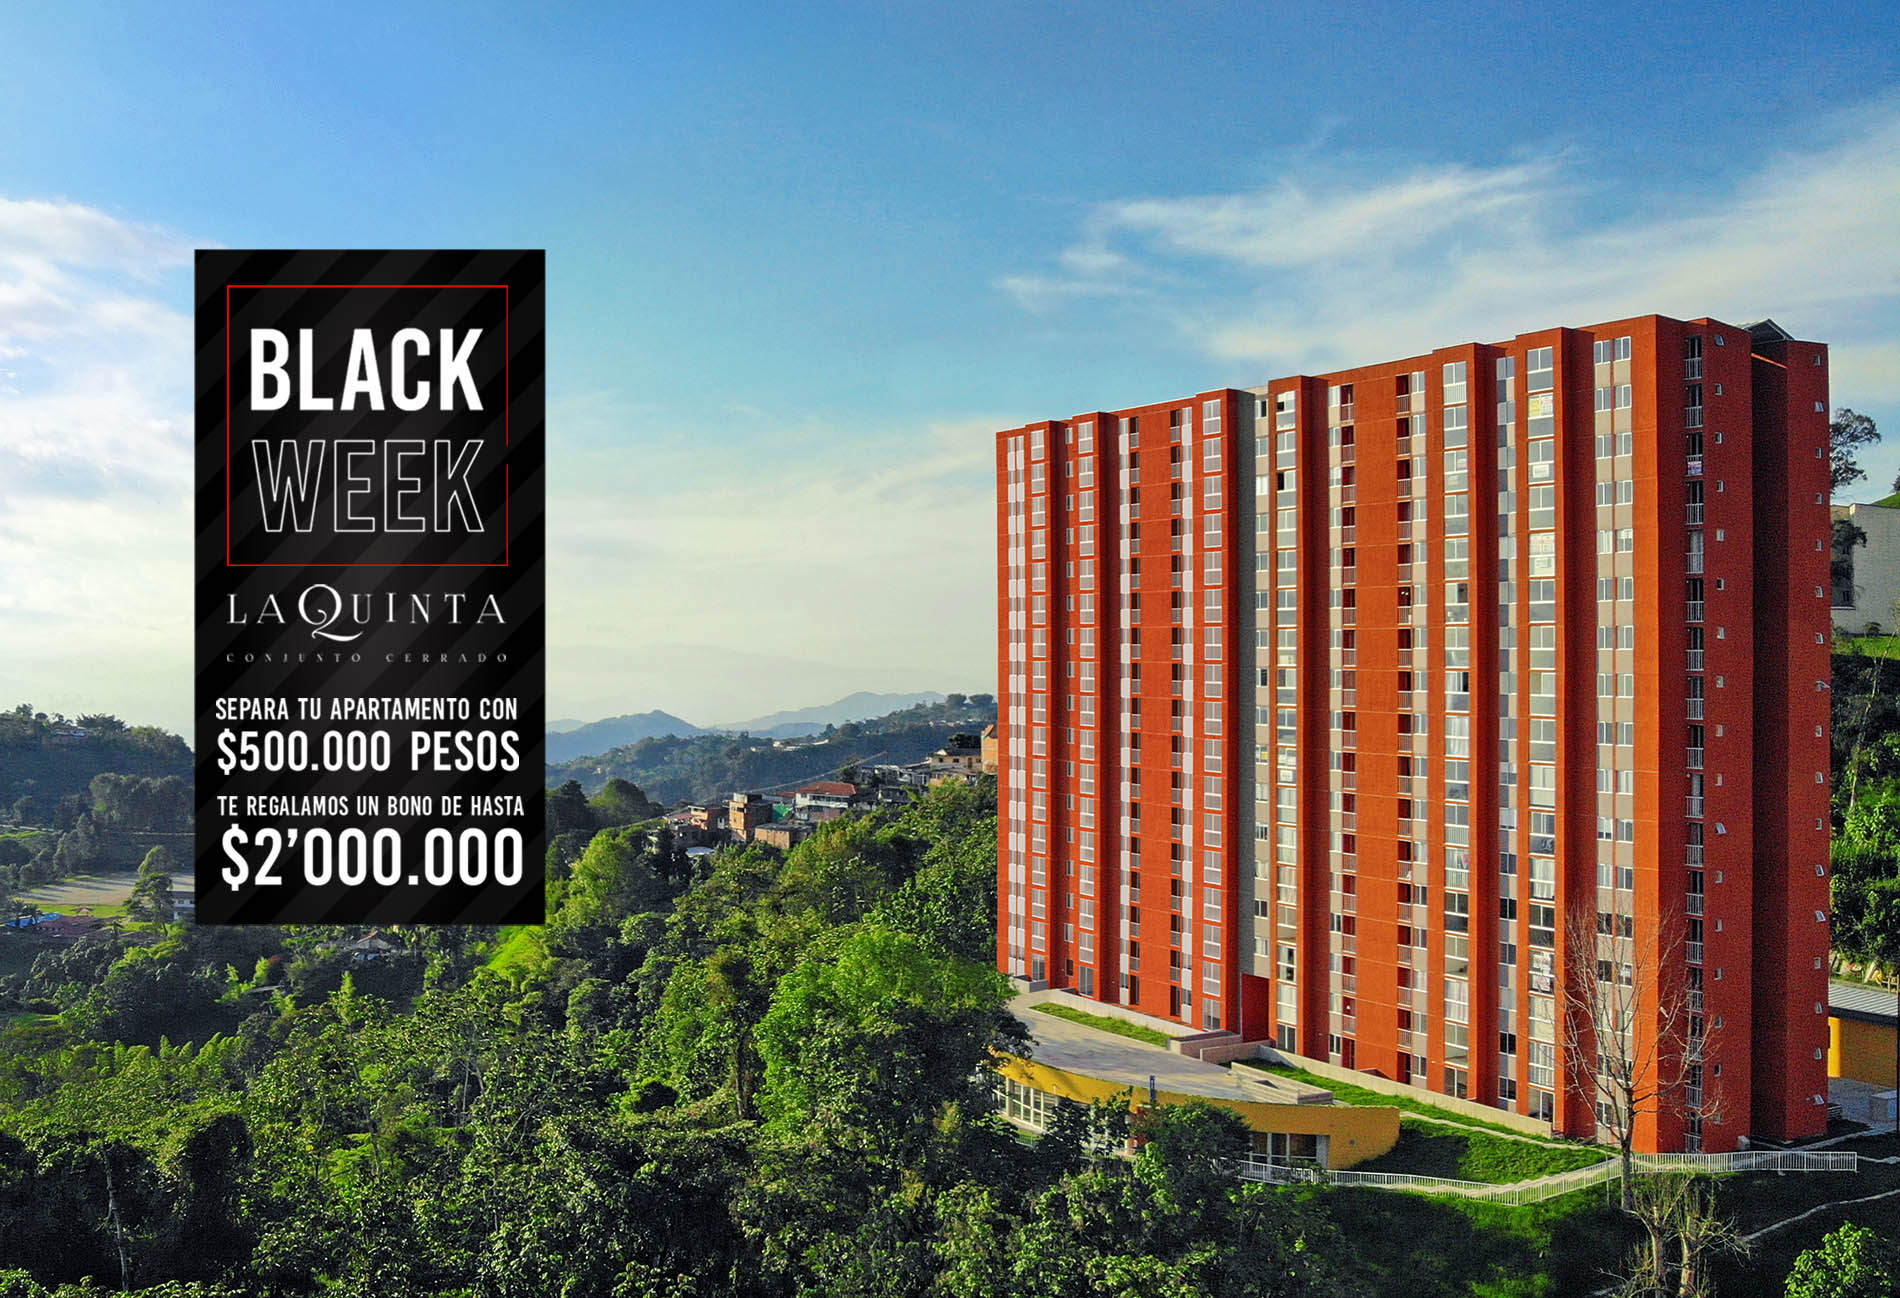 BLACK
WEEK
LAQUINTA
CONJUNTO CERRADO
SEPARA TU APARTAMENTO CON
$500.000 PESOS
TE REGALAMOS UN BONO DE HASTA
$2'000.000